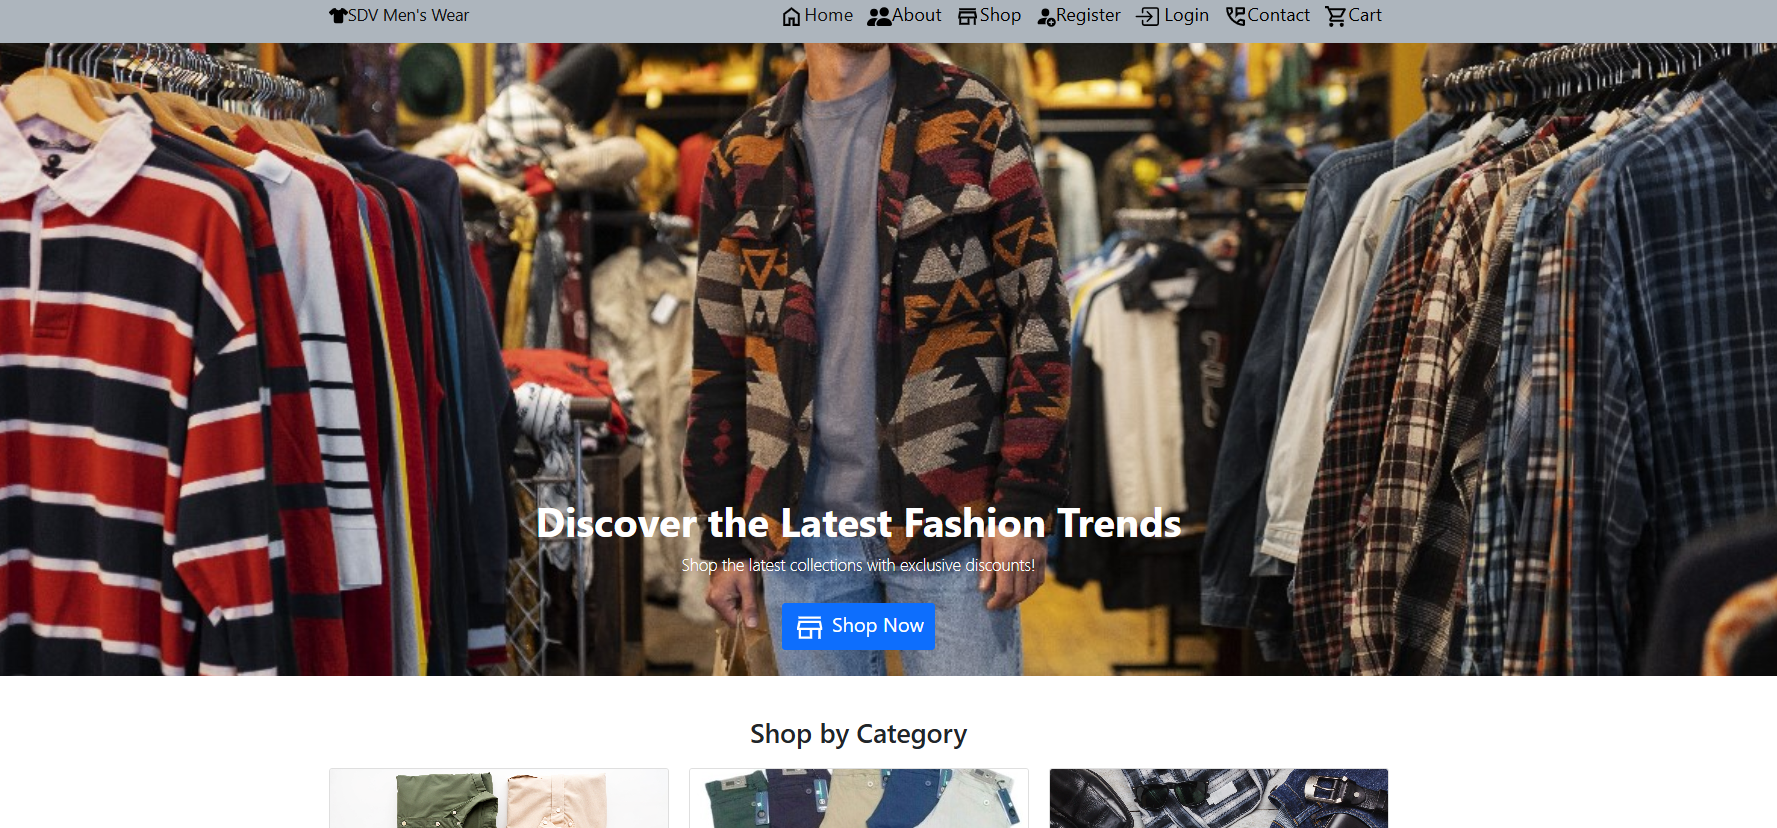 SDV Men's Wear Home About Shop Register Login Contact Cart
Discover the Latest Fashion Trends
Shop the latest collections with exclusive discounts!
Shop Now
Shop by Category